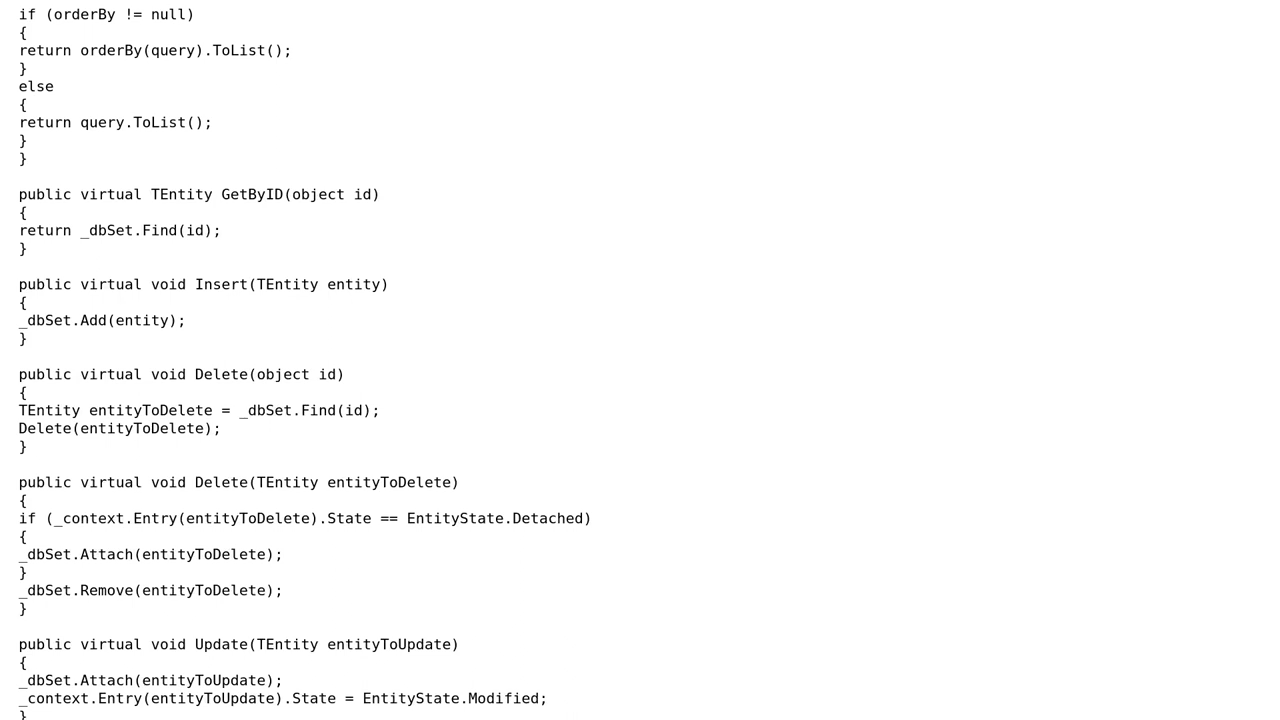 if (orderBy != null)
{
return orderBy(query).ToList();
}
else
{
return query.ToList();
}
}

public virtual TEntity GetByID(object id)
{
return _dbSet.Find(id);
}

public virtual void Insert(TEntity entity)
{
_dbSet.Add(entity);
}

public virtual void Delete(object id)
{
TEntity entityToDelete = _dbSet.Find(id);
Delete(entityToDelete);
}

public virtual void Delete(TEntity entityToDelete)
{
if (_context.Entry(entityToDelete).State == EntityState.Detached)
{
_dbSet.Attach(entityToDelete);
}
_dbSet.Remove(entityToDelete);
}

public virtual void Update(TEntity entityToUpdate)
{
_dbSet.Attach(entityToUpdate);
_context.Entry(entityToUpdate).State = EntityState.Modified;
}